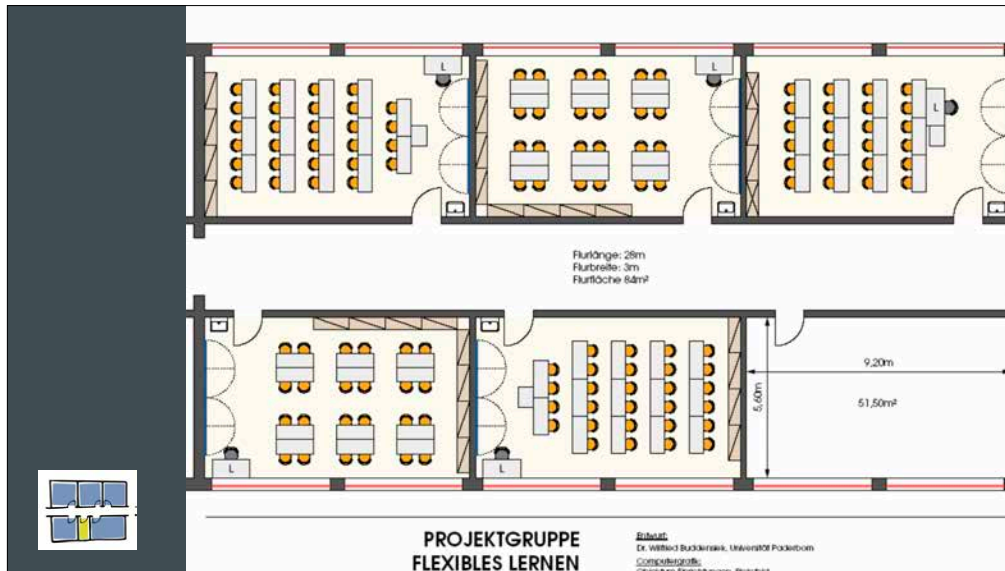 L
L
L
Flurlänge: 28m
Flurbreite: 3m
Flurfläche 84m²
9,20m
5,60m
51,50m²
L
L
PROJEKTGRUPPE
FLEXIBLES LERNEN
Entwurf:
Dr. Wilfried Buddensiek, Universität Paderborn
Computergrafik: